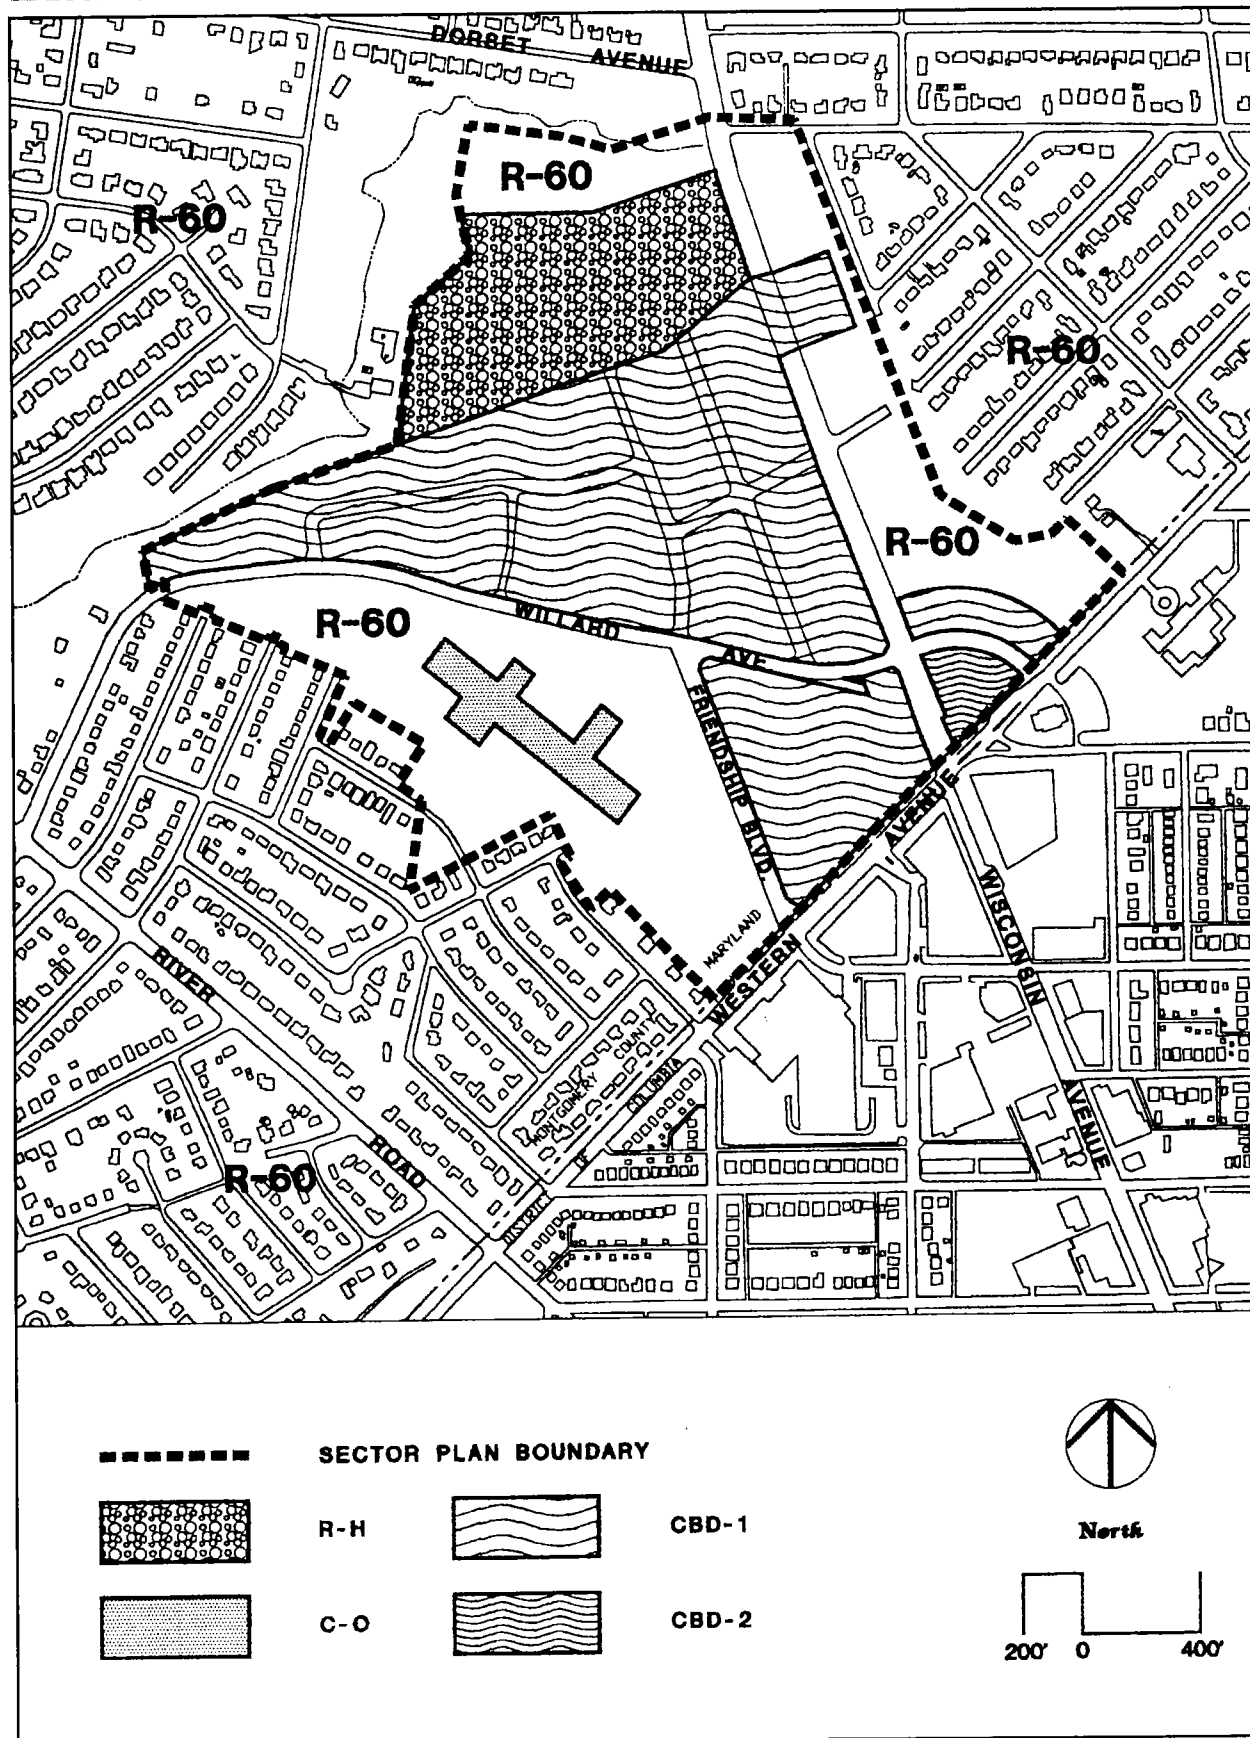 DORSET AVENUE
R-60
R-60
R-60
R-60
R-60
WILLARD AVE.
FRIENDSHIP BLVD.
WESTERN AVENUE
MARYLAND
WISCONSIN AVENUE
RIVER ROAD
MONTGOMERY COUNTY
DISTRICT OF COLUMBIA
R-60
SECTOR PLAN BOUNDARY
R-H
CBD-1
C-O
CBD-2
North
200' 0 400'